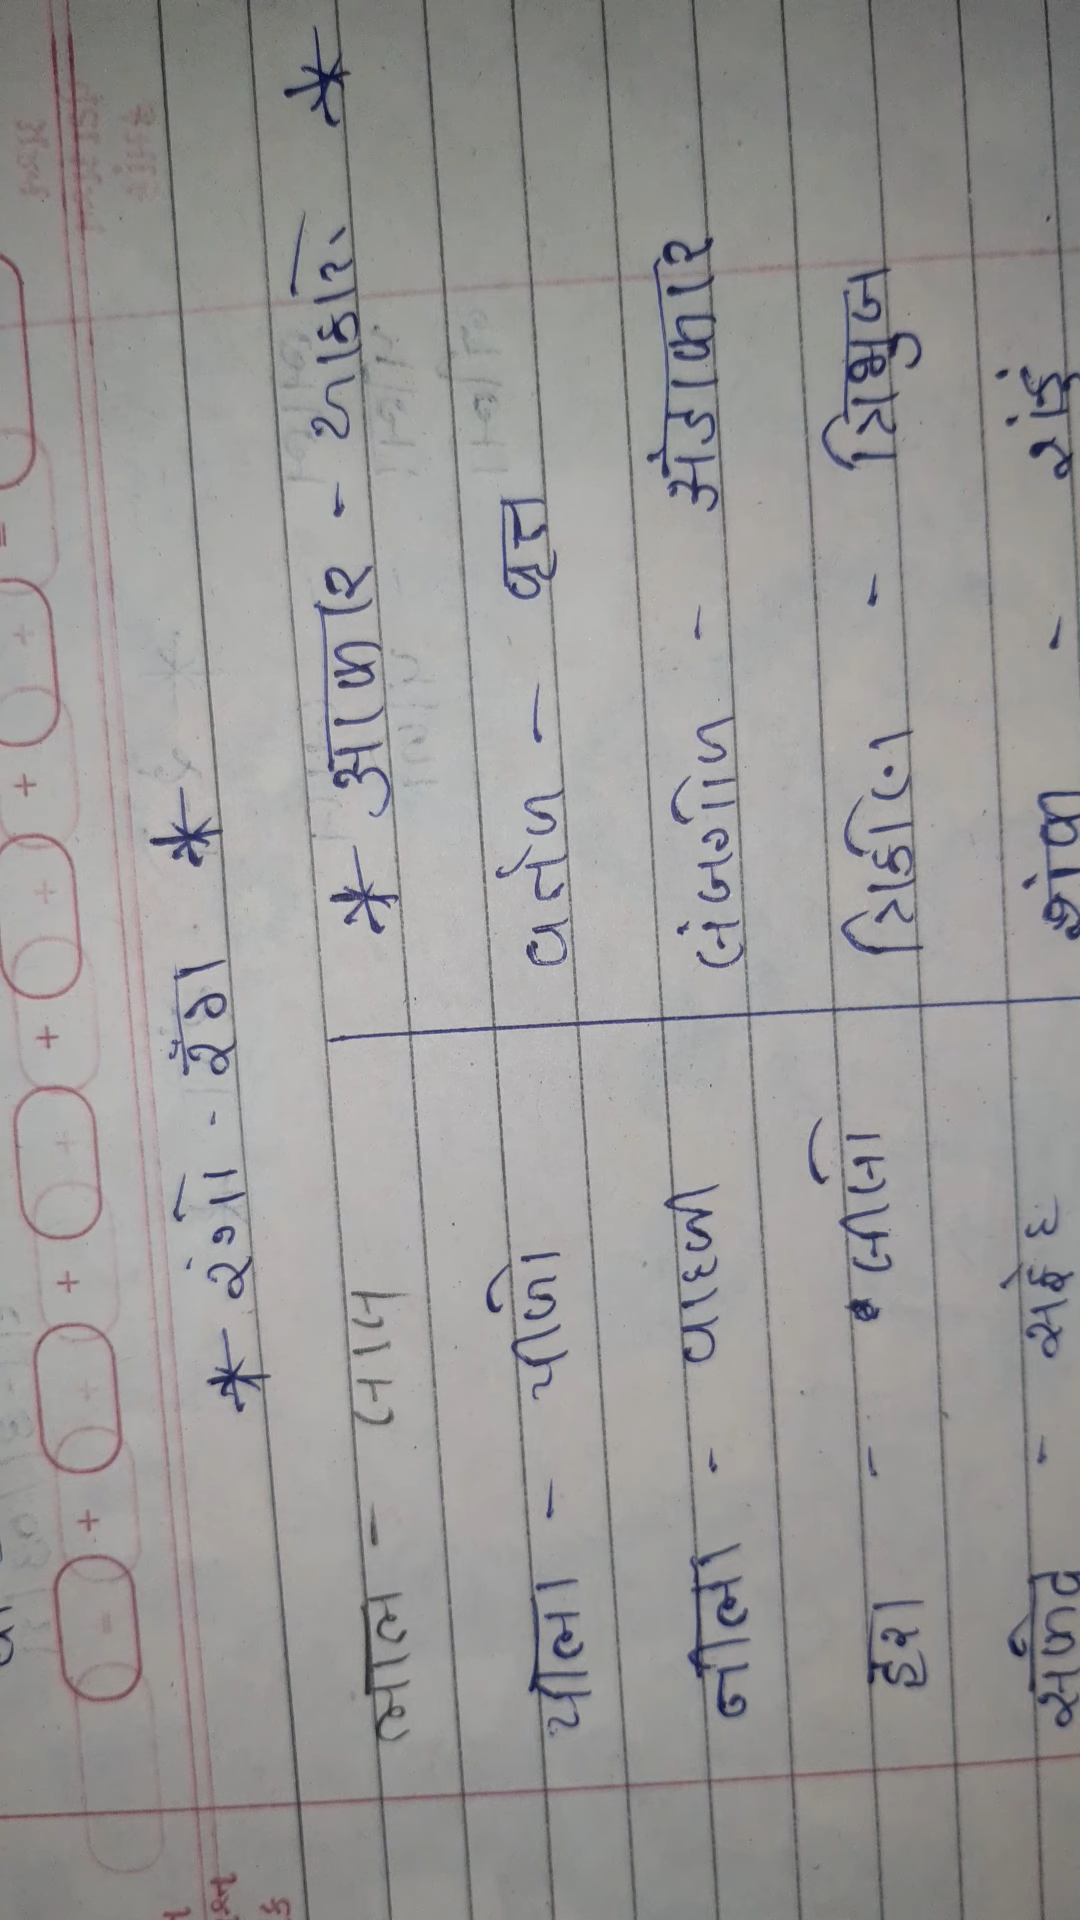 * રંગો - रंग *
* आकार - આકારો *
लाल - લાલ
पीला - પીળો
नीला - વાદળી
हरा - લીલો
सफेद - સફેદ
વર્તુળ - वृत्त
લંબગોળ - अंडाकार
ત્રિકોણ - त्रिभुज
शंकु